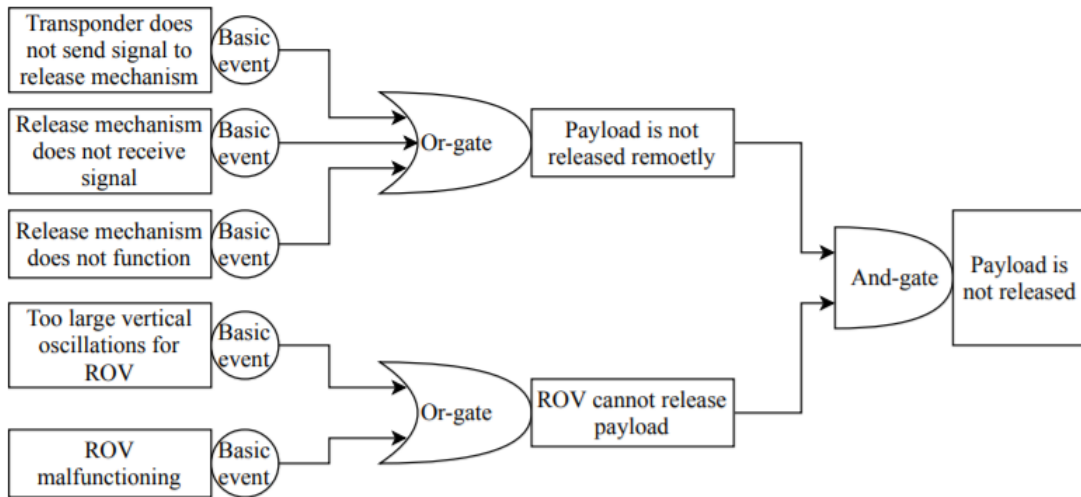 Transponder does
not send signal to
release mechanism
Basic
event
Release mechanism
does not receive
signal
Basic
event
Or-gate
Payload is not
released remoetly
Release mechanism
does not function
Basic
event
And-gate
Payload is
not released
Too large vertical
oscillations for
ROV
Basic
event
Or-gate
ROV cannot release
payload
ROV
malfunctioning
Basic
event